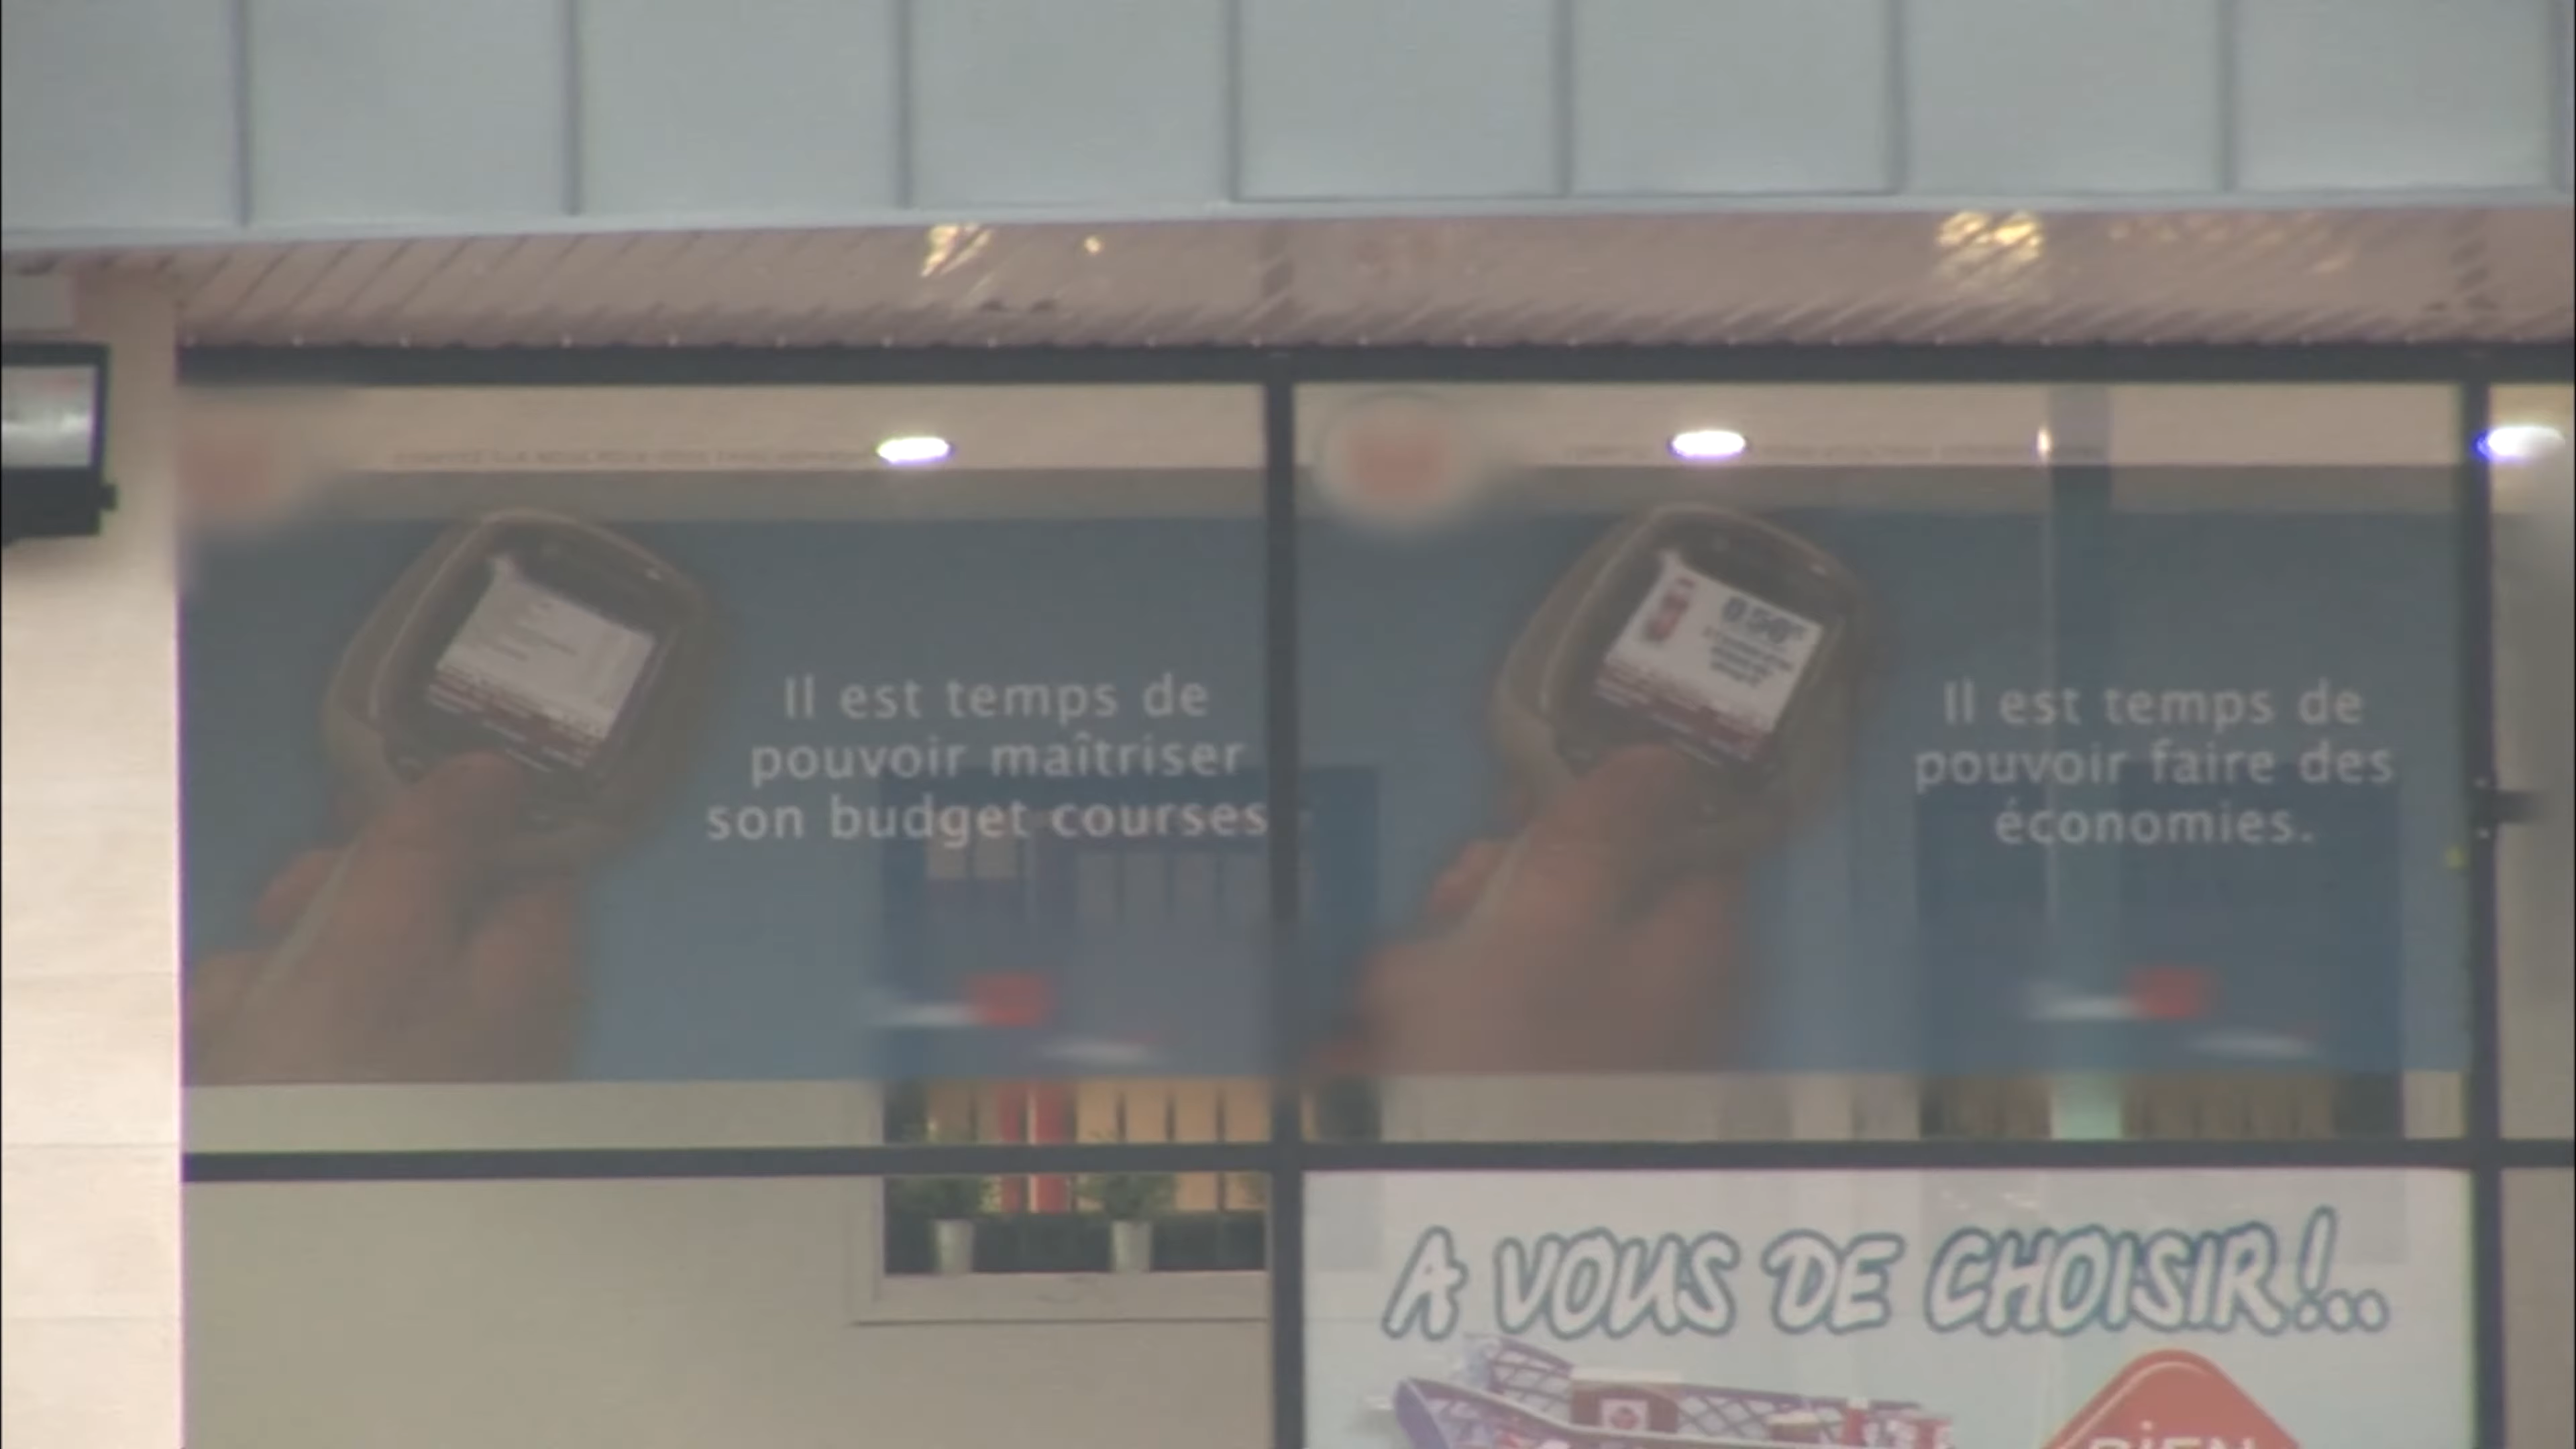 Il est temps de
pouvoir maîtriser
son budget courses
Il est temps de
pouvoir faire des
économies.
A VOUS DE CHOISIR !..